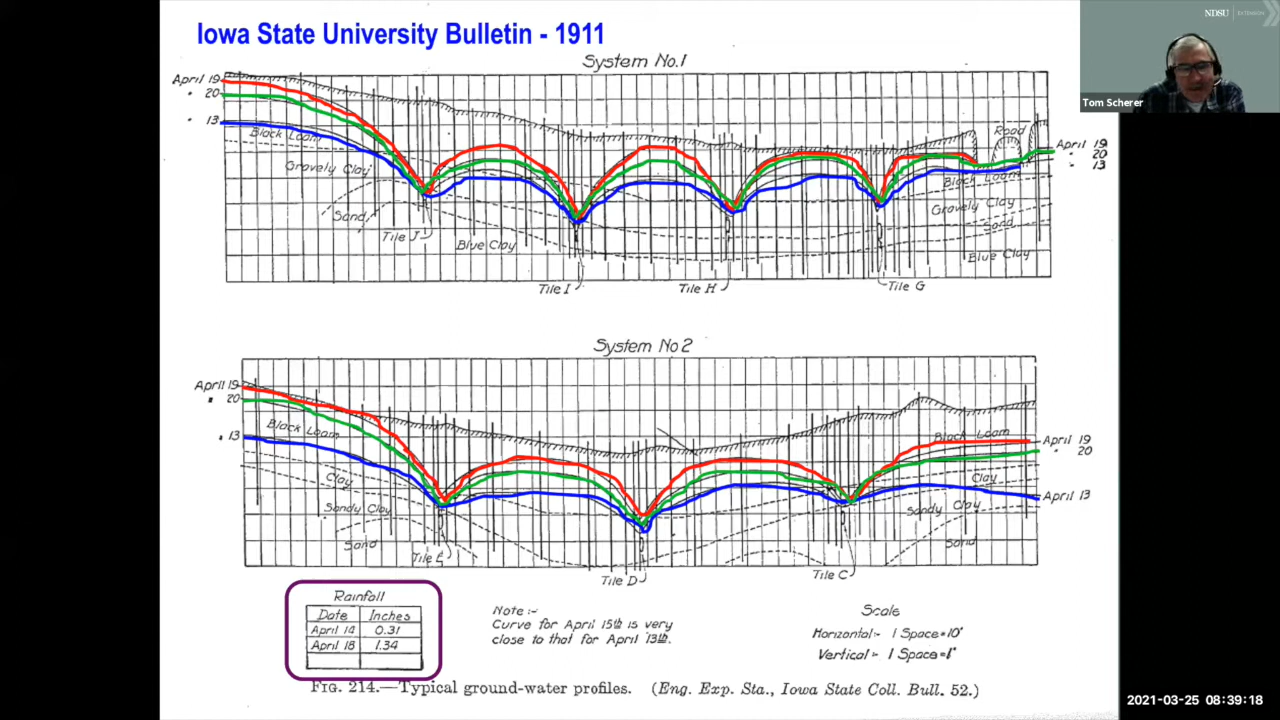 Iowa State University Bulletin - 1911
NDSU EXTENSION
Tom Scherer
System No.1
April 19
" 20
" 13
Black Loam
Gravely Clay
Sand
Tile J
Blue Clay
Tile I
Tile H
Tile G
Road
April 19
" 20
" 13
Black Loam
Gravely Clay
Sand
Blue Clay
System No 2
April 19
" 20
" 13
Black Loam
Clay
Sandy Clay
Sand
Tile E
Tile D
Tile C
Black Loam
Clay
Sandy Clay
Sand
April 19
" 20
April 13
Rainfall
Date Inches
April 14 0.31
April 18 1.34
Note :-
Curve for April 15th is very
close to that for April 13th.
Scale
Horizontal:- 1 Space=10'
Vertical:- 1 Space=1'
FIG. 214.—Typical ground-water profiles. (Eng. Exp. Sta., Iowa State Coll. Bull. 52.)
2021-03-25 08:39:18